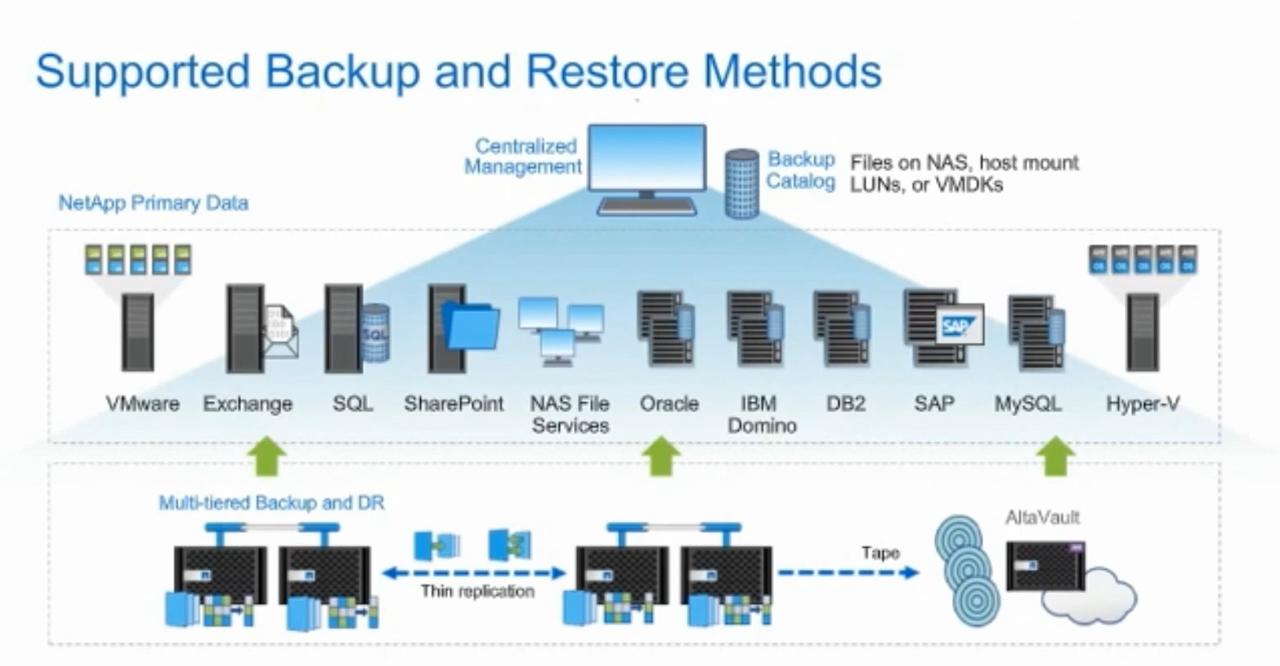 Supported Backup and Restore Methods
Centralized
Management
Backup
Catalog
Files on NAS, host mount
LUNs, or VMDKs
NetApp Primary Data
SQL
SAP
VMware
Exchange
SQL
SharePoint
NAS File
Services
Oracle
IBM
Domino
DB2
SAP
MySQL
Hyper-V
Multi-tiered Backup and DR
Thin replication
Tape
AltaVault